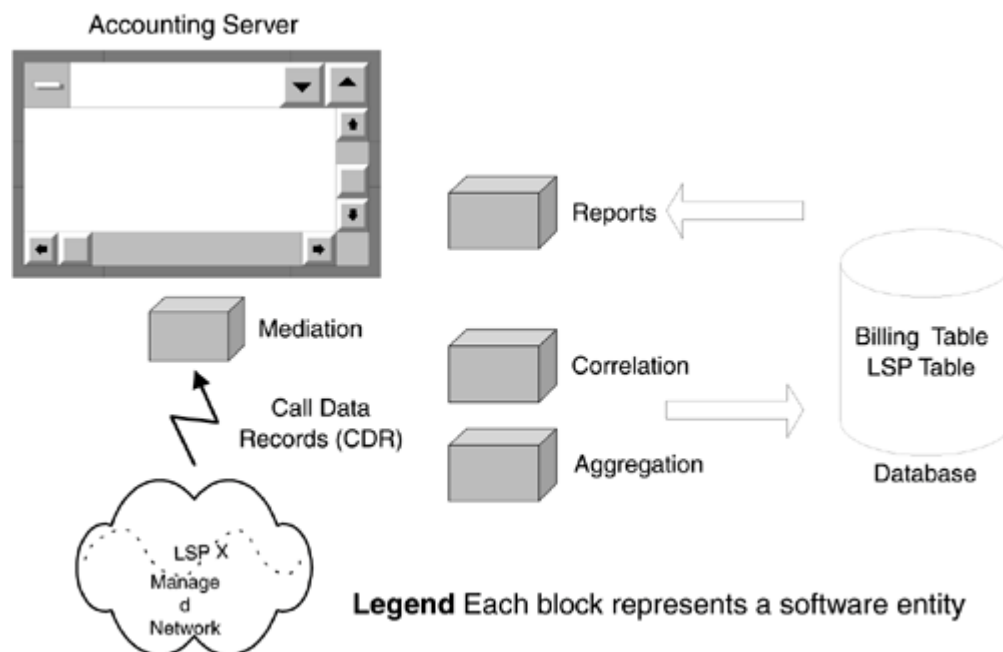 Accounting Server
Reports
Mediation
Billing Table
LSP Table
Correlation
Call Data
Records (CDR)
Aggregation
Database
LSP X
Manage
d
Network
Legend Each block represents a software entity